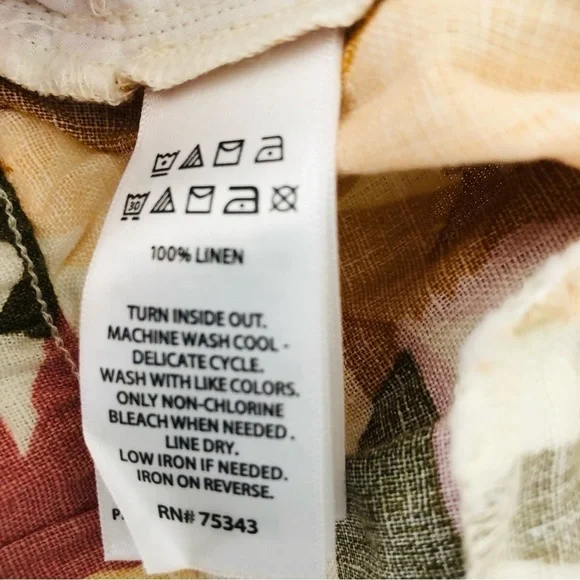 30
100% LINEN
TURN INSIDE OUT.
MACHINE WASH COOL -
DELICATE CYCLE.
WASH WITH LIKE COLORS.
ONLY NON-CHLORINE
BLEACH WHEN NEEDED.
LINE DRY.
LOW IRON IF NEEDED.
IRON ON REVERSE.
RN# 75343